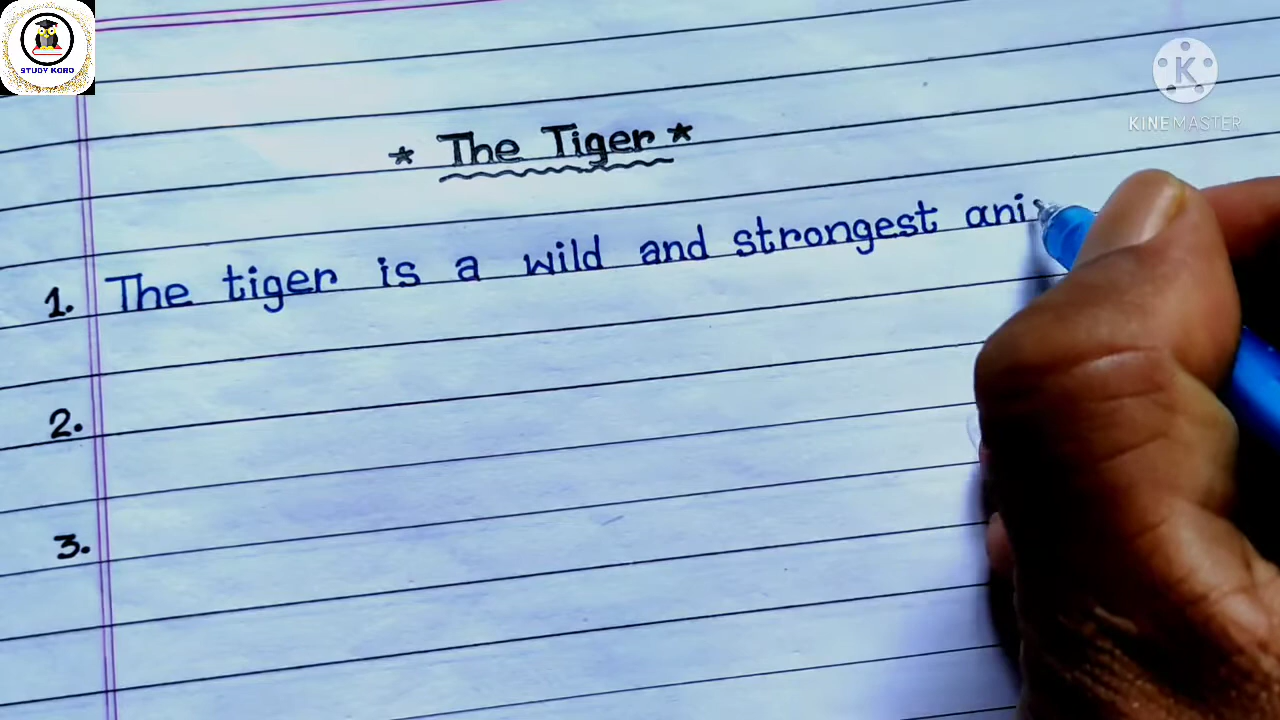 STUDY KORO
KINEMASTER
* The Tiger *
1. The tiger is a wild and strongest ani
2.
3.